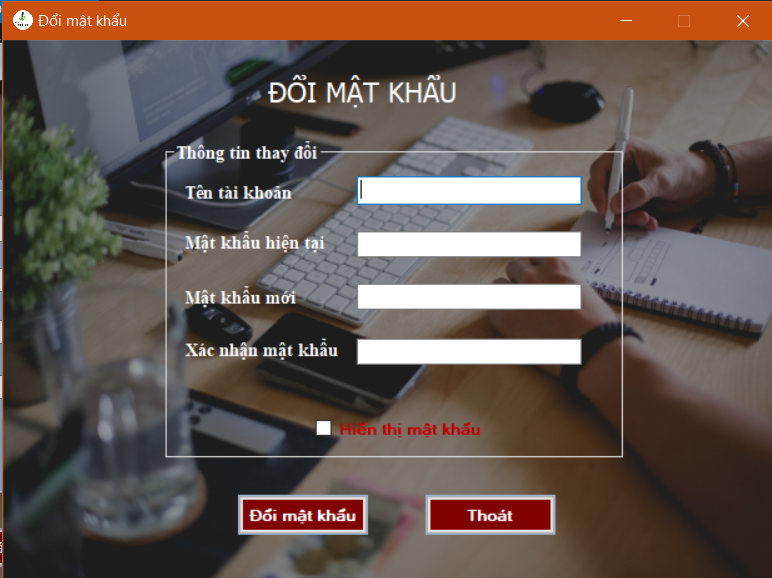 Đổi mật khẩu
ĐỔI MẬT KHẨU
Thông tin thay đổi
Tên tài khoản
Mật khẩu hiện tại
Mật khẩu mới
Xác nhận mật khẩu
Hiển thị mật khẩu
Đổi mật khẩu
Thoát